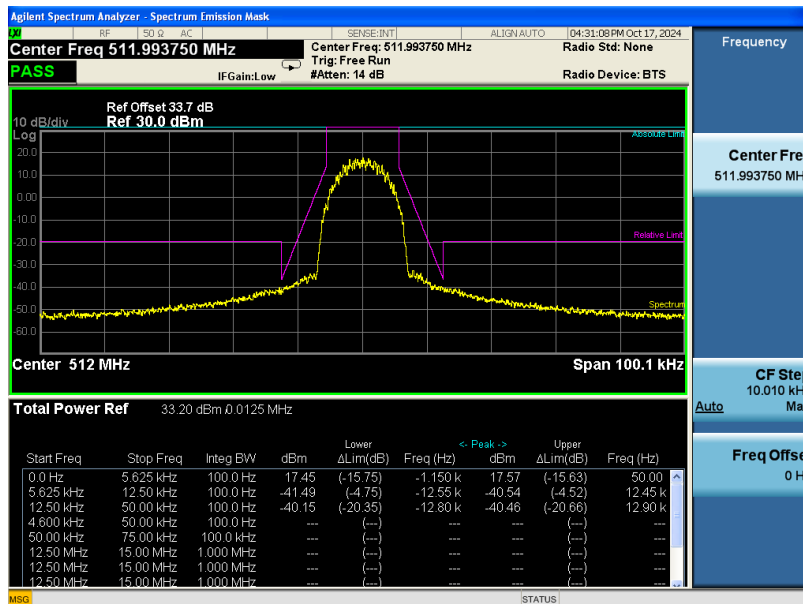 Agilent Spectrum Analyzer - Spectrum Emission Mask
LXI RF 50 Ω AC SENSE:INT ALIGN AUTO 04:31:08 PM Oct 17, 2024
Center Freq 511.993750 MHz Center Freq: 511.993750 MHz Radio Std: None
Trig: Free Run
PASS IFGain:Low #Atten: 14 dB Radio Device: BTS
Ref Offset 33.7 dB
10 dB/div Ref 30.0 dBm
Log
Absolute Limit
20.0
10.0
0.00
-10.0
Relative Limit
-20.0
-30.0
-40.0
Spectrum
-50.0
-60.0
Center 512 MHz Span 100.1 kHz
Total Power Ref 33.20 dBm /0.0125 MHz
Lower <- Peak -> Upper
Start Freq Stop Freq Integ BW dBm ΔLim(dB) Freq (Hz) dBm ΔLim(dB) Freq (Hz)
0.0 Hz 5.625 kHz 100.0 Hz 17.45 (-15.75) -1.150 k 17.57 (-15.63) 50.00
5.625 kHz 12.50 kHz 100.0 Hz -41.49 (-4.75) -12.55 k -40.54 (-4.52) 12.45 k
12.50 kHz 50.00 kHz 100.0 Hz -40.15 (-20.35) -12.80 k -40.46 (-20.66) 12.90 k
4.600 kHz 50.00 kHz 100.0 Hz --- (---) --- --- (---) ---
50.00 kHz 75.00 kHz 100.0 kHz --- (---) --- --- (---) ---
12.50 MHz 15.00 MHz 1.000 MHz --- (---) --- --- (---) ---
12.50 MHz 15.00 MHz 1.000 MHz --- (---) --- --- (---) ---
12.50 MHz 15.00 MHz 1.000 MHz --- (---) --- --- (---) ---
MSG STATUS
Frequency
Center Fre
511.993750 MH
CF Ste
10.010 kH
Auto Ma
Freq Offse
0 H